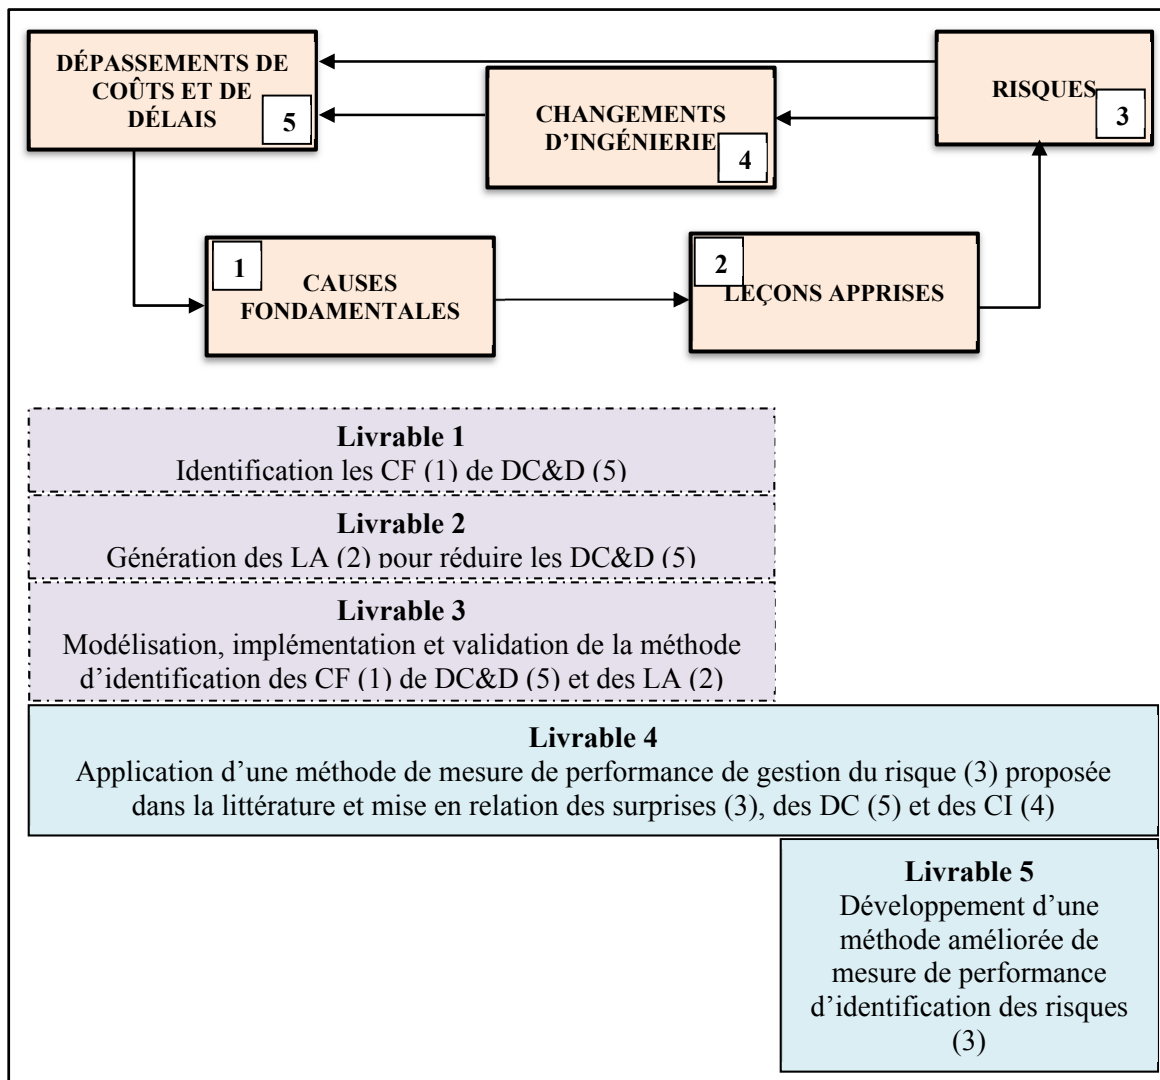 DÉPASSEMENTS DE
COÛTS ET DE
DÉLAIS
5
CHANGEMENTS
D’INGÉNIERIE
4
RISQUES
3
1
CAUSES
FONDAMENTALES
2
LEÇONS APPRISES
Livrable 1
Identification les CF (1) de DC&D (5)
Livrable 2
Génération des LA (2) pour réduire les DC&D (5)
Livrable 3
Modélisation, implémentation et validation de la méthode
d’identification des CF (1) de DC&D (5) et des LA (2)
Livrable 4
Application d’une méthode de mesure de performance de gestion du risque (3) proposée
dans la littérature et mise en relation des surprises (3), des DC (5) et des CI (4)
Livrable 5
Développement d’une
méthode améliorée de
mesure de performance
d’identification des risques
(3)